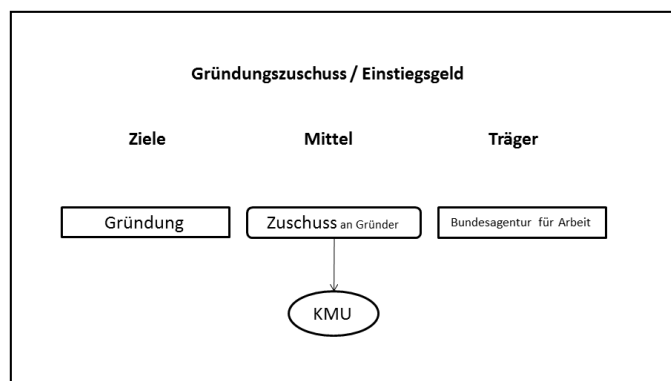 Gründungszuschuss / Einstiegsgeld
Ziele Mittel Träger
Gründung Zuschuss an Gründer Bundesagentur für Arbeit
KMU